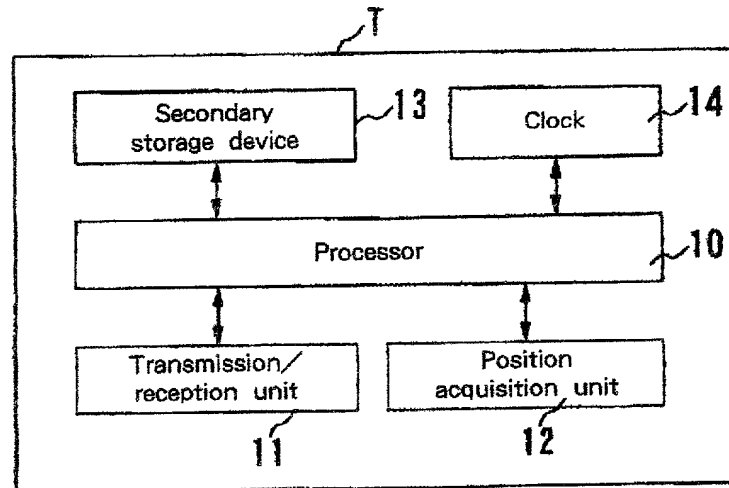 T
Secondary
storage device
13
Clock
14
Processor
10
Transmission/
reception unit
11
Position
acquisition unit
12